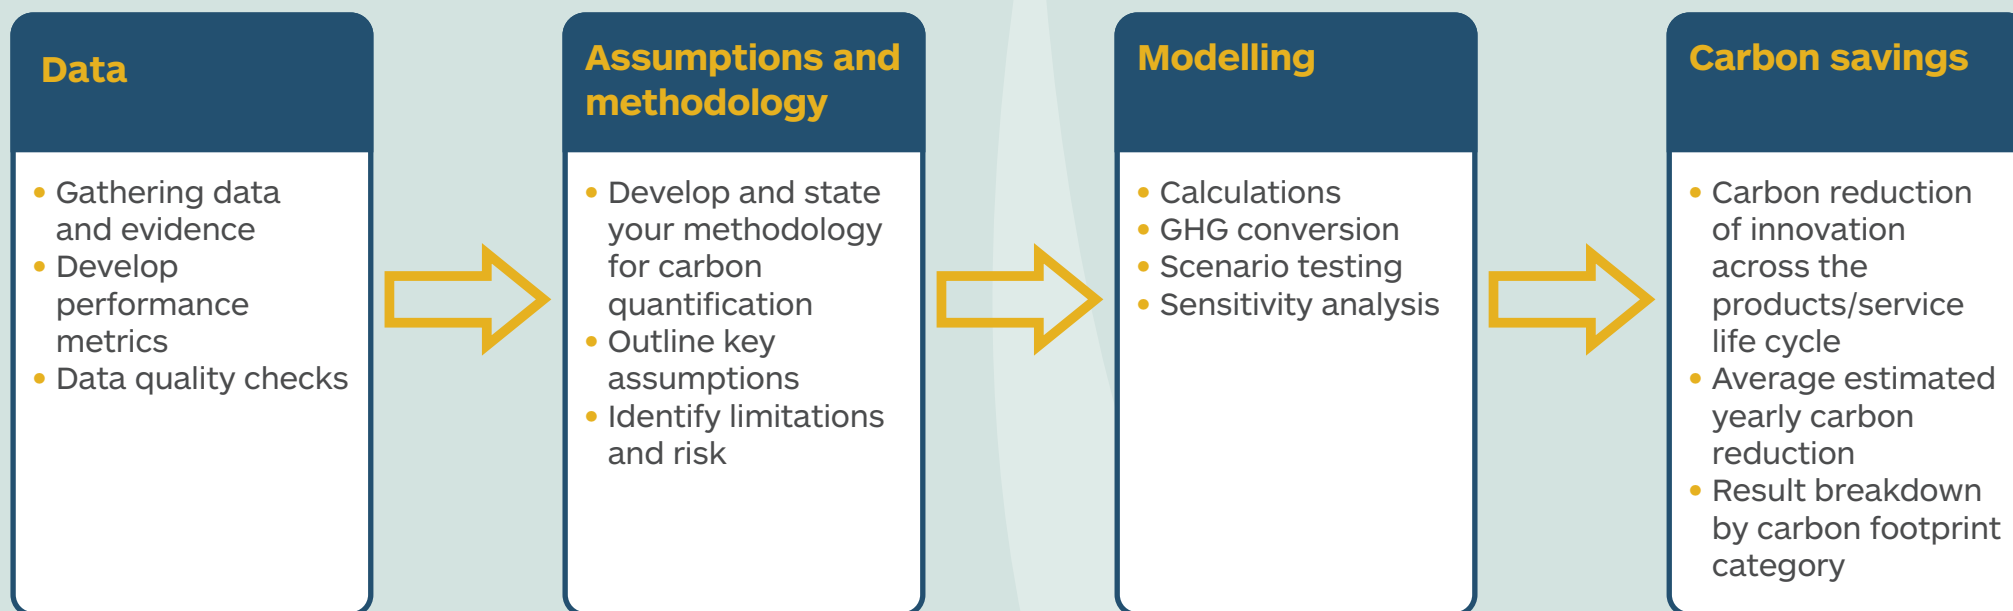 Data
• Gathering data
and evidence
• Develop
performance
metrics
• Data quality checks
Assumptions and
methodology
• Develop and state
your methodology
for carbon
quantification
• Outline key
assumptions
• Identify limitations
and risk
Modelling
• Calculations
• GHG conversion
• Scenario testing
• Sensitivity analysis
Carbon savings
• Carbon reduction
of innovation
across the
products/service
life cycle
• Average estimated
yearly carbon
reduction
• Result breakdown
by carbon footprint
category